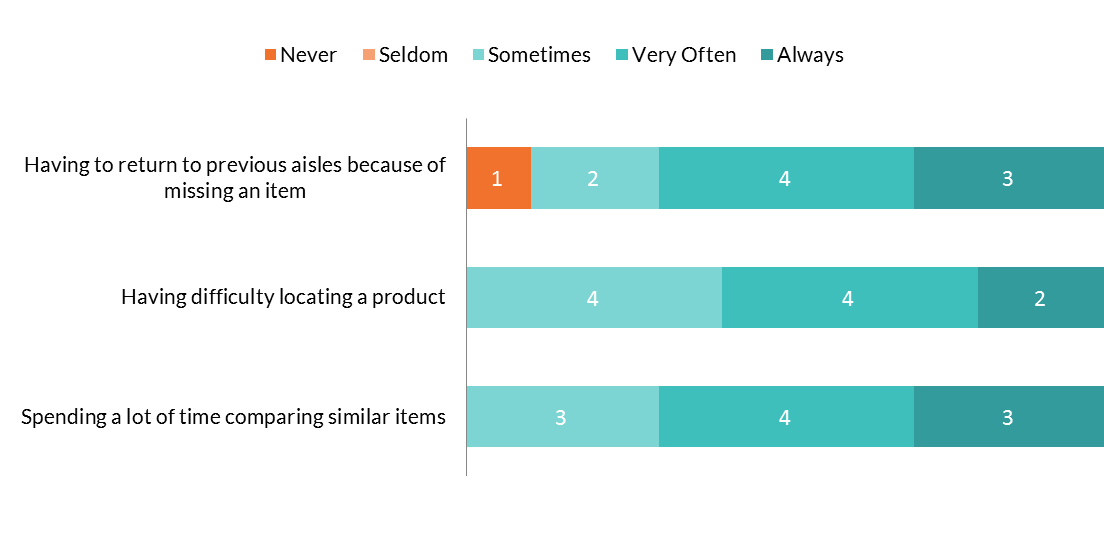 Never Seldom Sometimes Very Often Always
Having to return to previous aisles because of
missing an item
1 2 4 3
Having difficulty locating a product
4 4 2
Spending a lot of time comparing similar items
3 4 3